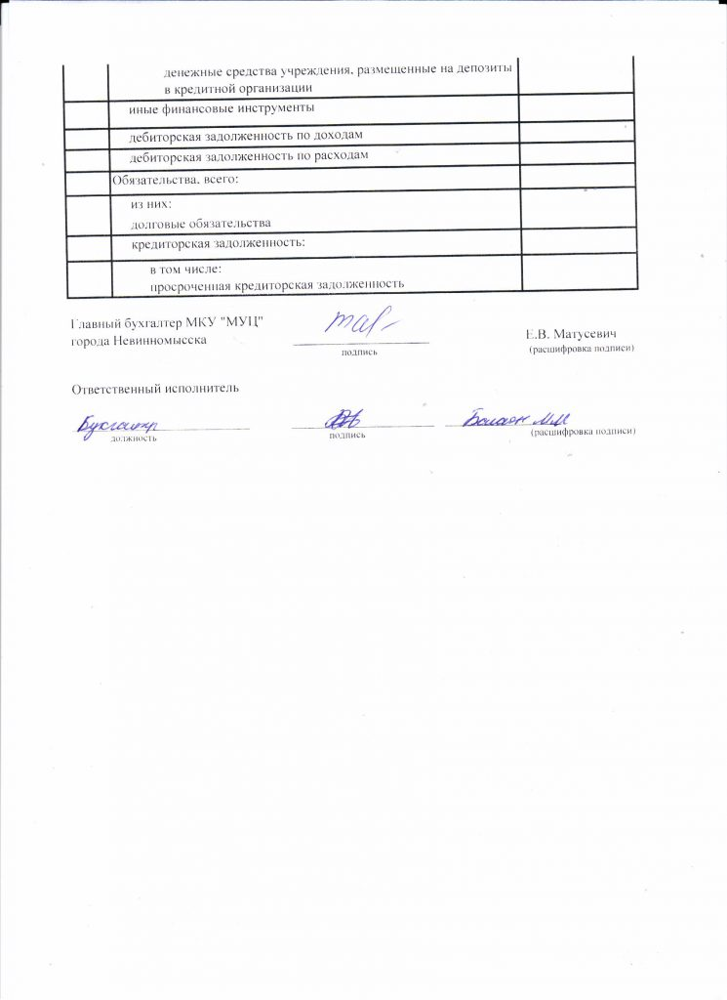 денежные средства учреждения, размещенные на депозиты
в кредитной организации
иные финансовые инструменты
дебиторская задолженность по доходам
дебиторская задолженность по расходам
Обязательства, всего:
из них:
долговые обязательства
кредиторская задолженность:
в том числе:
просроченная кредиторская задолженность
Главный бухгалтер МКУ "МУЦ"
города Невинномысска
Е.В. Матусевич
подпись
(расшифровка подписи)
Ответственный исполнитель
Бухгалтер
М.М.
должность
подпись
(расшифровка подписи)